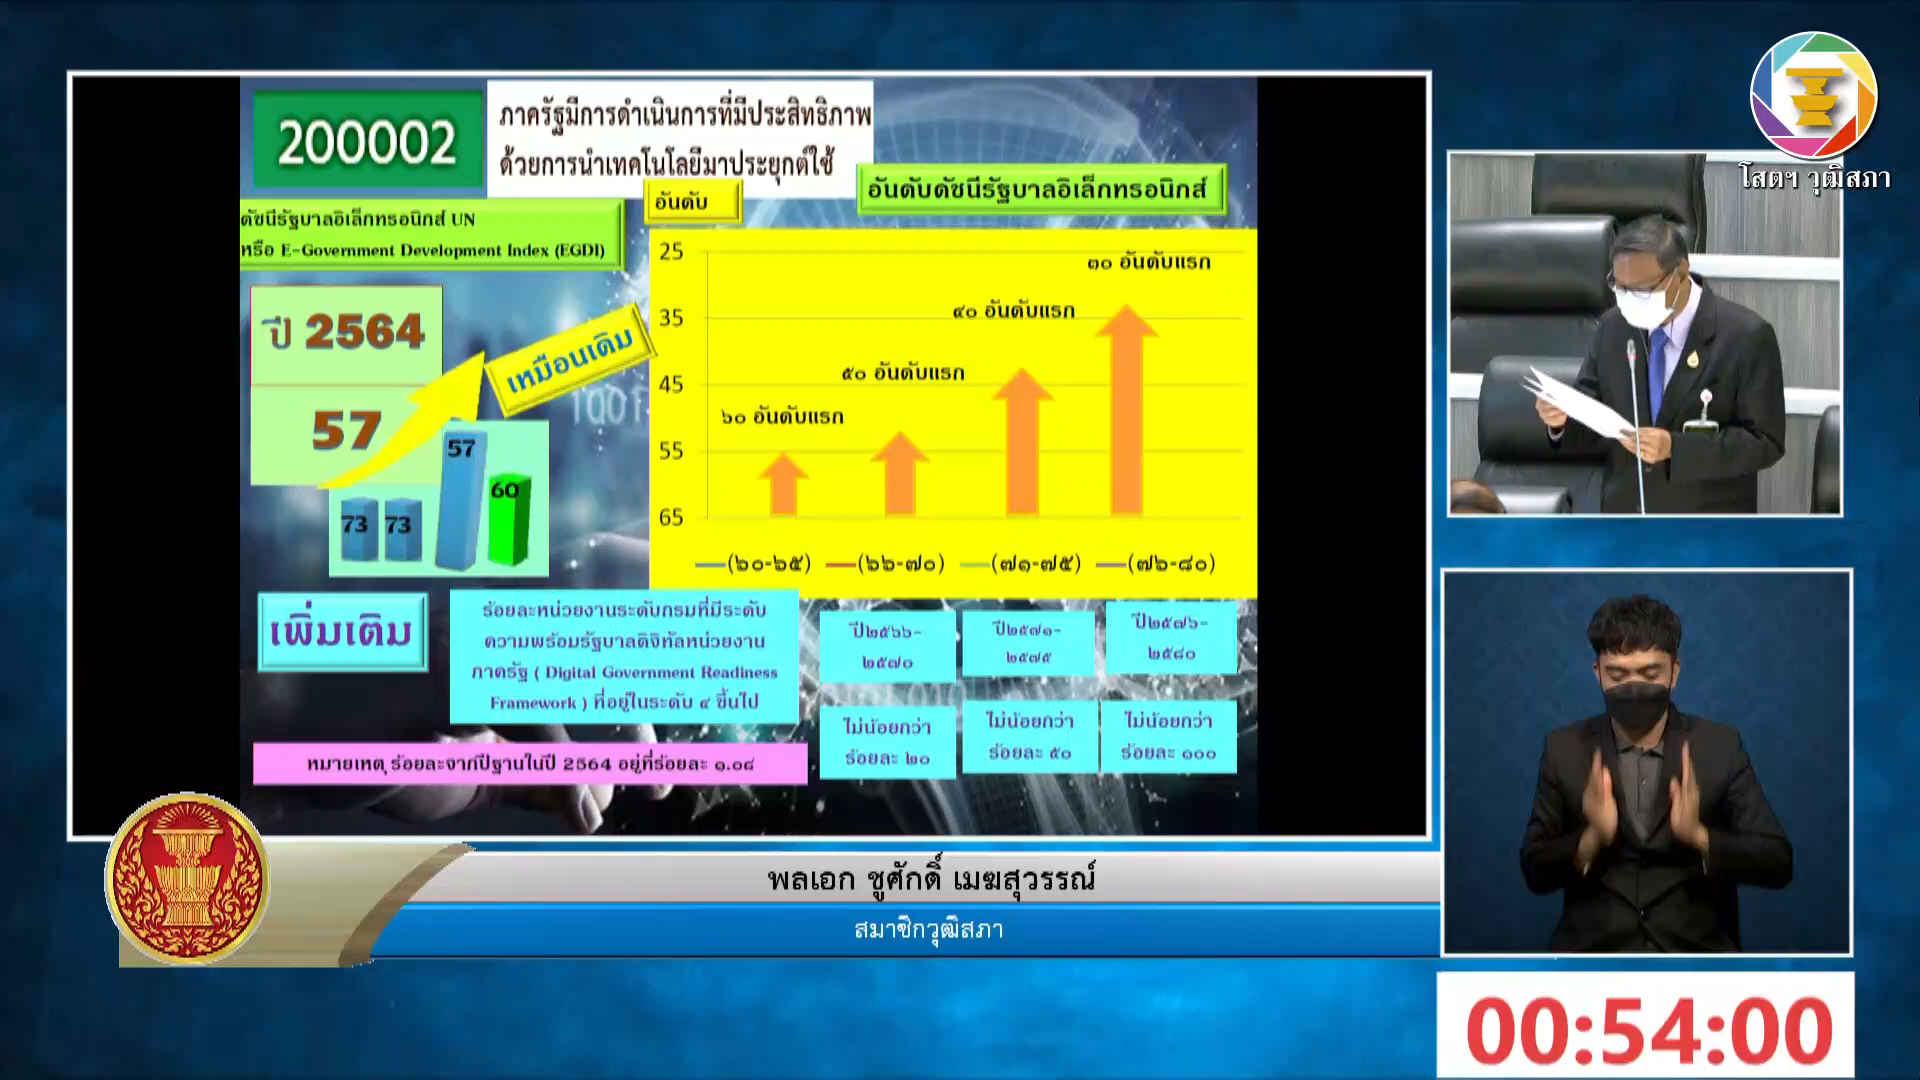 โสตฯ วุฒิสภา
200002
ภาครัฐมีการดำเนินการที่มีประสิทธิภาพ
ด้วยการนำเทคโนโลยีมาประยุกต์ใช้
ดัชนีรัฐบาลอิเล็กทรอนิกส์ UN
หรือ E-Government Development Index (EGDI)
อันดับ
อันดับดัชนีรัฐบาลอิเล็กทรอนิกส์
ปี 2564
57
เหมือนเดิม
73 73 57 60
25
35
45
55
65
๖๐ อันดับแรก
๕๐ อันดับแรก
๔๐ อันดับแรก
๓๐ อันดับแรก
(๖๐-๖๕) (๖๖-๗๐) (๗๑-๗๕) (๗๖-๘๐)
เพิ่มเติม
ร้อยละหน่วยงานระดับกรมที่มีระดับ
ความพร้อมรัฐบาลดิจิทัลหน่วยงาน
ภาครัฐ ( Digital Government Readiness
Framework ) ที่อยู่ในระดับ ๔ ขึ้นไป
ปี๒๕๖๖-
๒๕๗๐
ปี๒๕๗๑-
๒๕๗๕
ปี๒๕๗๖-
๒๕๘๐
ไม่น้อยกว่า
ร้อยละ ๒๐
ไม่น้อยกว่า
ร้อยละ ๕๐
ไม่น้อยกว่า
ร้อยละ ๑๐๐
หมายเหตุ ร้อยละจากปีฐานในปี 2564 อยู่ที่ร้อยละ ๑.๐๘
พลเอก ชูศักดิ์ เมฆสุวรรณ์
สมาชิกวุฒิสภา
00:54:00